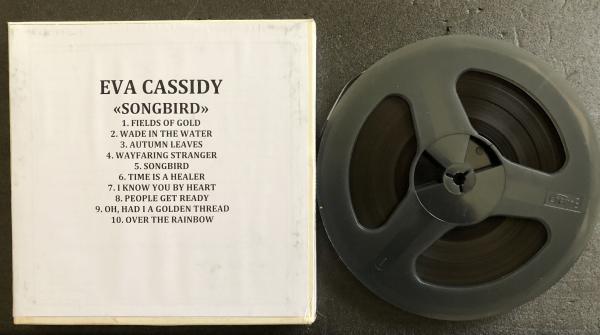 EVA CASSIDY
«SONGBIRD»
1. FIELDS OF GOLD
2. WADE IN THE WATER
3. AUTUMN LEAVES
4. WAYFARING STRANGER
5. SONGBIRD
6. TIME IS A HEALER
7. I KNOW YOU BY HEART
8. PEOPLE GET READY
9. OH, HAD I A GOLDEN THREAD
10. OVER THE RAINBOW